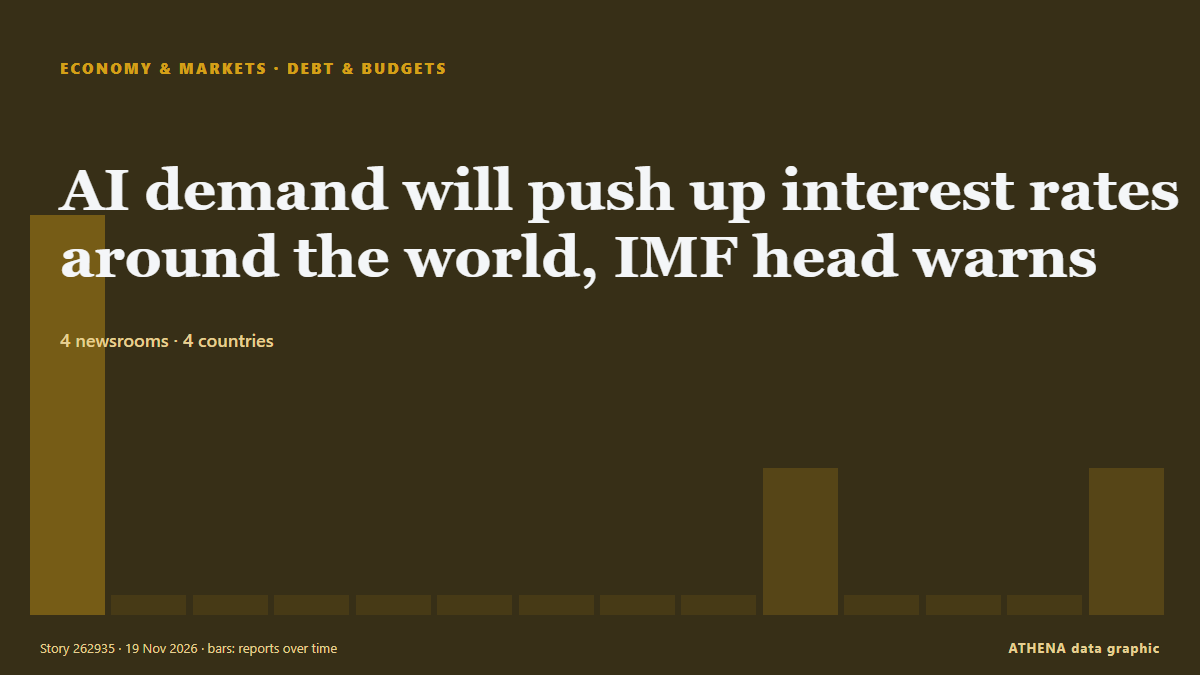 ECONOMY & MARKETS · DEBT & BUDGETS
AI demand will push up interest rates
around the world, IMF head warns
4 newsrooms · 4 countries
Story 262935 · 19 Nov 2026 · bars: reports over time
ATHENA data graphic